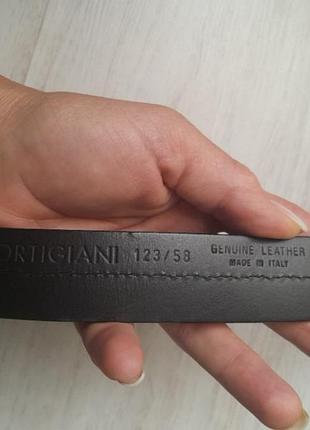 ORTIGIANI 123/58 GENUINE LEATHER
MADE IN ITALY